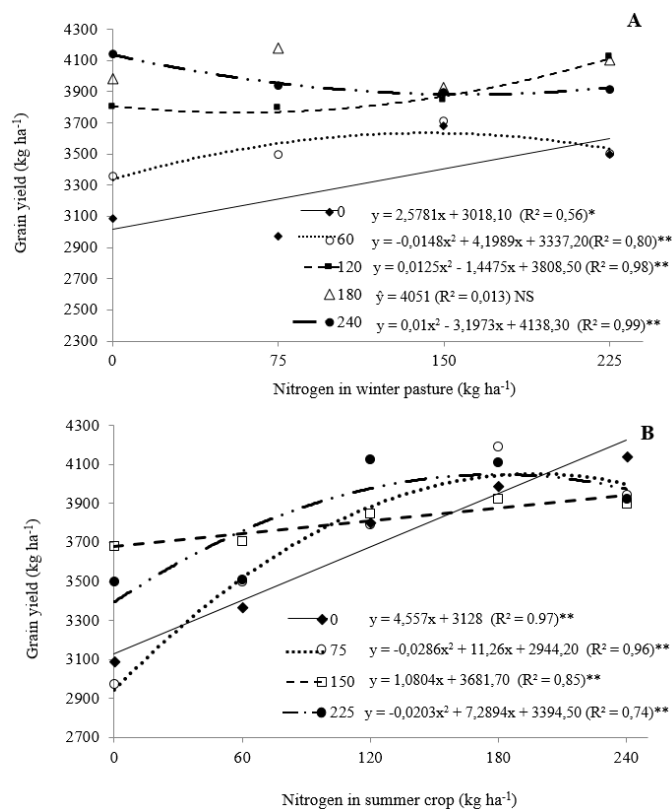 A
Grain yield (kg ha⁻¹)
4300
4100
3900
3700
3500
3300
3100
2900
2700
2500
2300
0 y = 2,5781x + 3018,10 (R² = 0,56)*
60 y = -0,0148x² + 4,1989x + 3337,20(R² = 0,80)**
120 y = 0,0125x² - 1,4475x + 3808,50 (R² = 0,98)**
180 ŷ = 4051 (R² = 0,013) NS
240 y = 0,01x² - 3,1973x + 4138,30 (R² = 0,99)**
0 75 150 225
Nitrogen in winter pasture (kg ha⁻¹)
B
Grain yield (kg ha⁻¹)
4300
4100
3900
3700
3500
3300
3100
2900
2700
0 y = 4,557x + 3128 (R² = 0.97)**
75 y = -0,0286x² + 11,26x + 2944,20 (R² = 0,96)**
150 y = 1,0804x + 3681,70 (R² = 0,85)**
225 y = -0,0203x² + 7,2894x + 3394,50 (R² = 0,74)**
0 60 120 180 240
Nitrogen in summer crop (kg ha⁻¹)